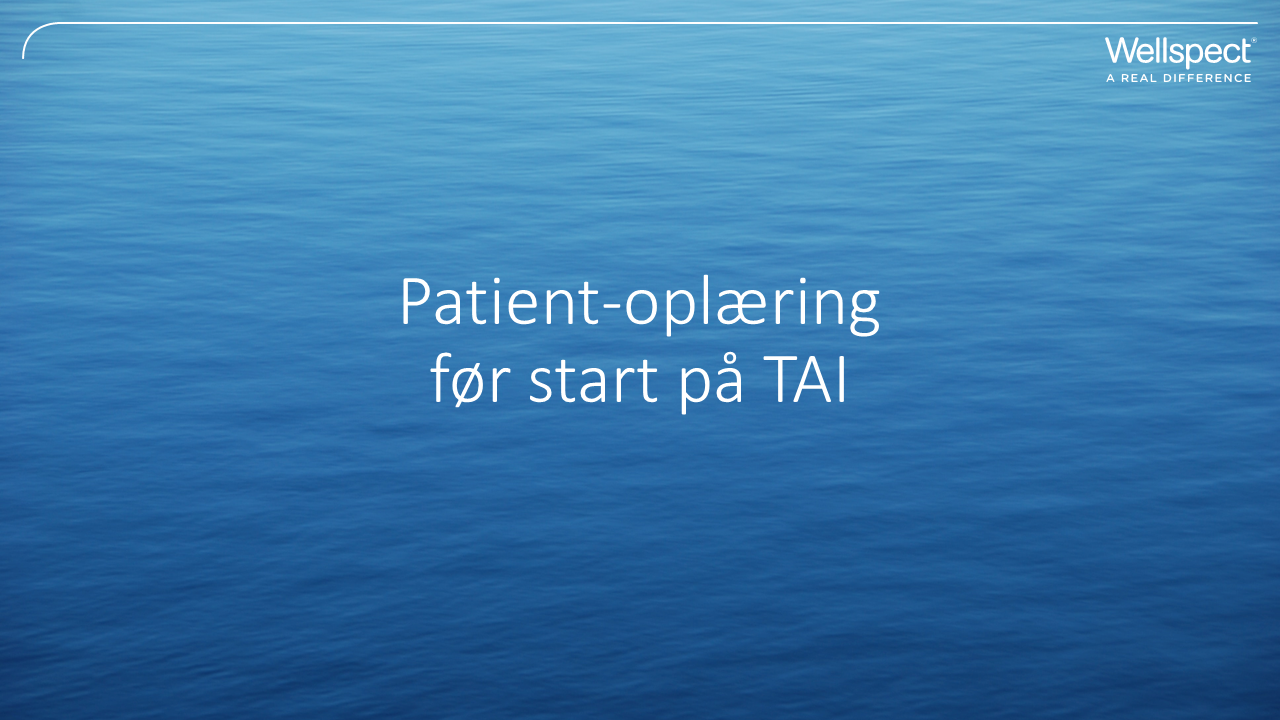 Wellspect®
A REAL DIFFERENCE
Patient-oplæring
før start på TAI